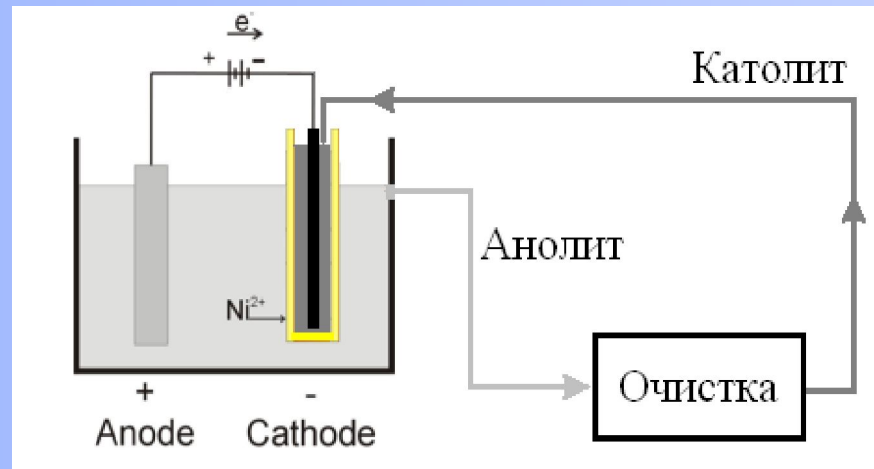 e⁻
+ -
Католит
Анолит
Ni²⁺
Очистка
+ -
Anode Cathode